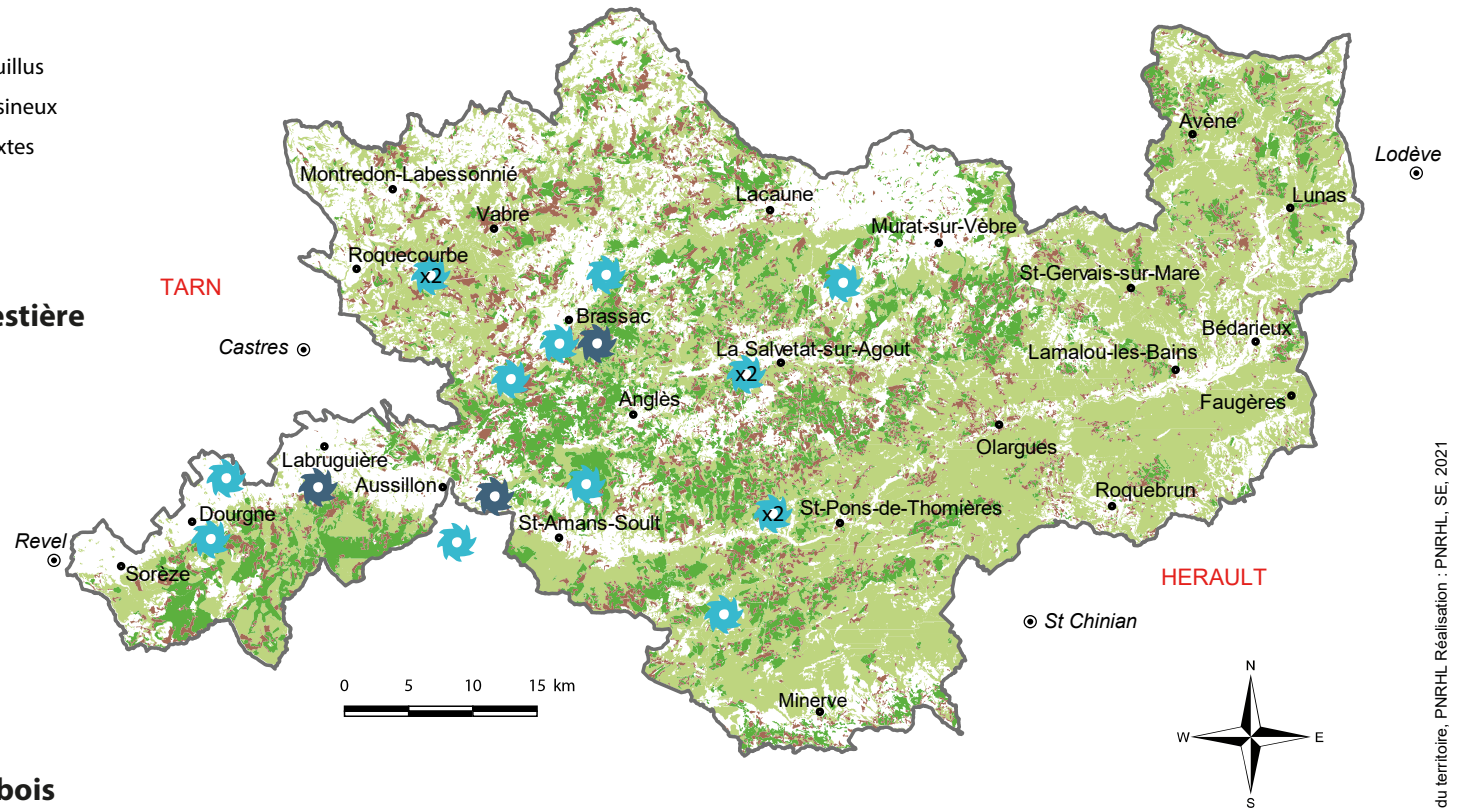 uillus
sineux
xtes
estière
bois
Avène
Lodève
Montredon-Labessonnié
Lacaune
Lunas
Vabre
Murat-sur-Vèbre
Roquecourbe
x2
St-Gervais-sur-Mare
TARN
Brassac
Bédarieux
Castres
La Salvetat-sur-Agout
Lamalou-les-Bains
x2
Anglès
Faugères
Olargues
Labruguière
Aussillon
Roquebrun
Dourgne
x2
St-Pons-de-Thomières
St-Amans-Soult
Revel
Sorèze
HERAULT
St Chinian
0 5 10 15 km
Minerve
N
W E
S
du territoire, PNRHL Réalisation : PNRHL, SE, 2021